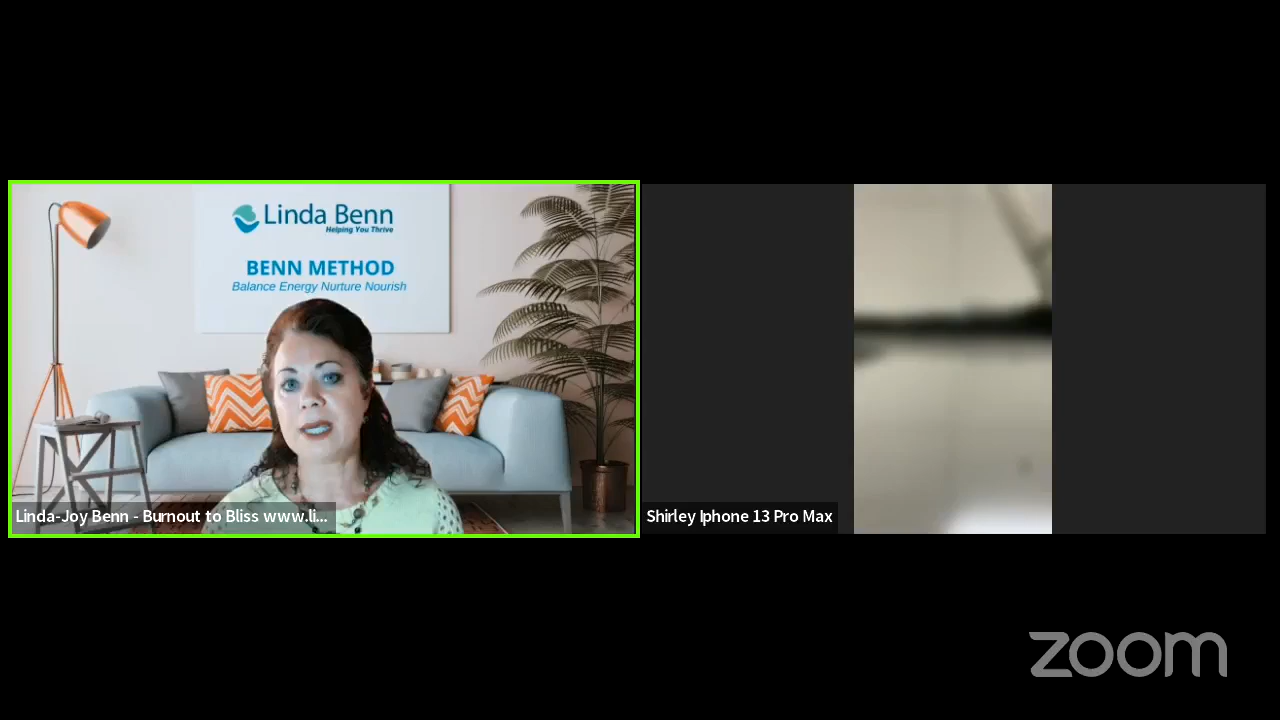 Linda Benn
Helping You Thrive
BENN METHOD
Balance Energy Nurture Nourish
Linda-Joy Benn - Burnout to Bliss www.li...
Shirley Iphone 13 Pro Max
zoom